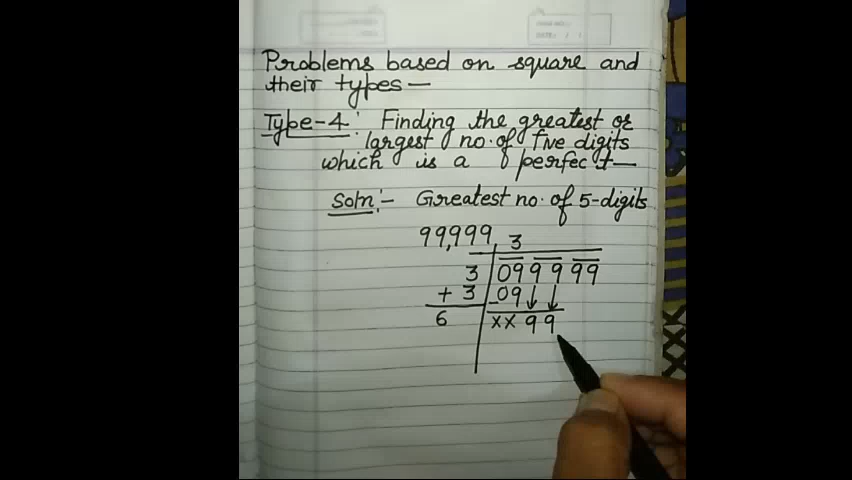 Problems based on square and
their types—
Type-4: Finding the greatest or
largest no. of five digits
which is a perfect—
Soln:- Greatest no. of 5-digits
99,999
3
3 09 99 99
+ 3 -09↓↓
6 xx 99